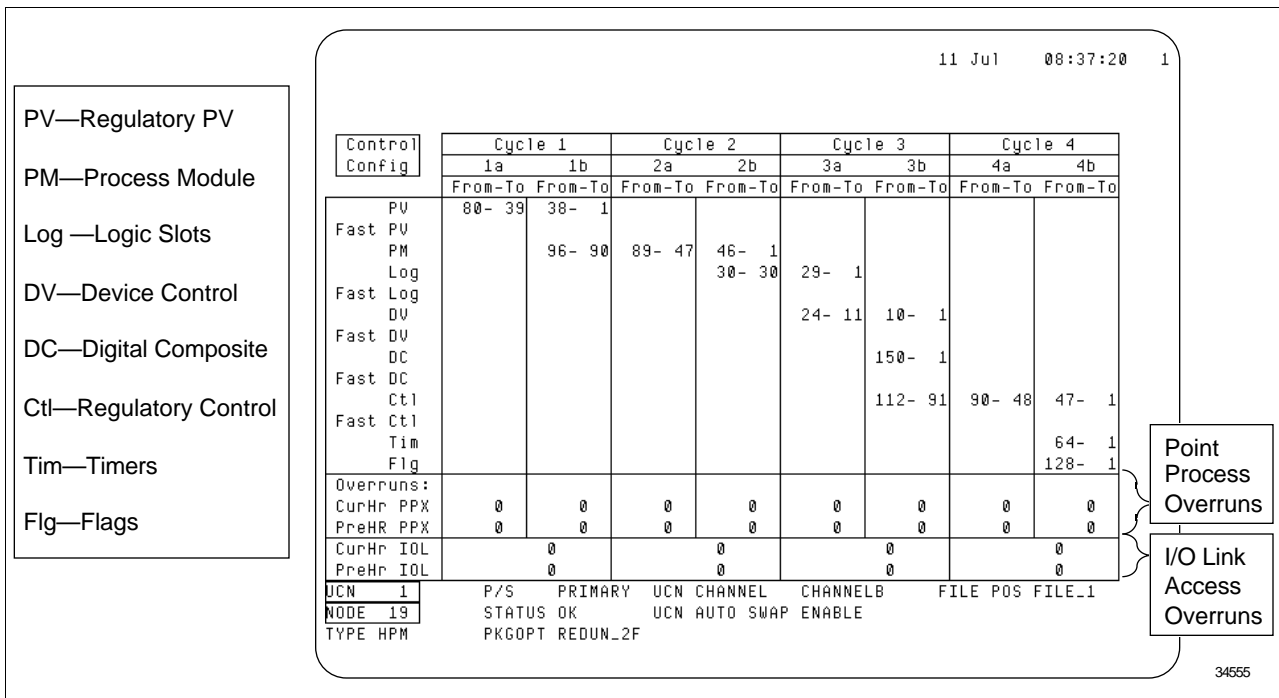 11 Jul 08:37:20 1
PV—Regulatory PV
PM—Process Module
Log —Logic Slots
DV—Device Control
DC—Digital Composite
Ctl—Regulatory Control
Tim—Timers
Flg—Flags
Control Config
Cycle 1 Cycle 2 Cycle 3 Cycle 4
1a 1b 2a 2b 3a 3b 4a 4b
From-To From-To From-To From-To From-To From-To From-To From-To
PV 80- 39 38- 1
Fast PV
PM 96- 90 89- 47 46- 1
Log 30- 30 29- 1
Fast Log
DV 24- 11 10- 1
Fast DV
DC 150- 1
Fast DC
Ctl 112- 91 90- 48 47- 1
Fast Ctl
Tim 64- 1
Flg 128- 1
Overruns:
CurHr PPX 0 0 0 0 0 0 0 0
PreHR PPX 0 0 0 0 0 0 0 0
CurHr IOL 0 0 0 0
PreHr IOL 0 0 0 0
UCN 1 P/S PRIMARY UCN CHANNEL CHANNELB FILE POS FILE_1
NODE 19 STATUS OK UCN AUTO SWAP ENABLE
TYPE HPM PKGOPT REDUN_2F
Point
Process
Overruns
I/O Link
Access
Overruns
34555